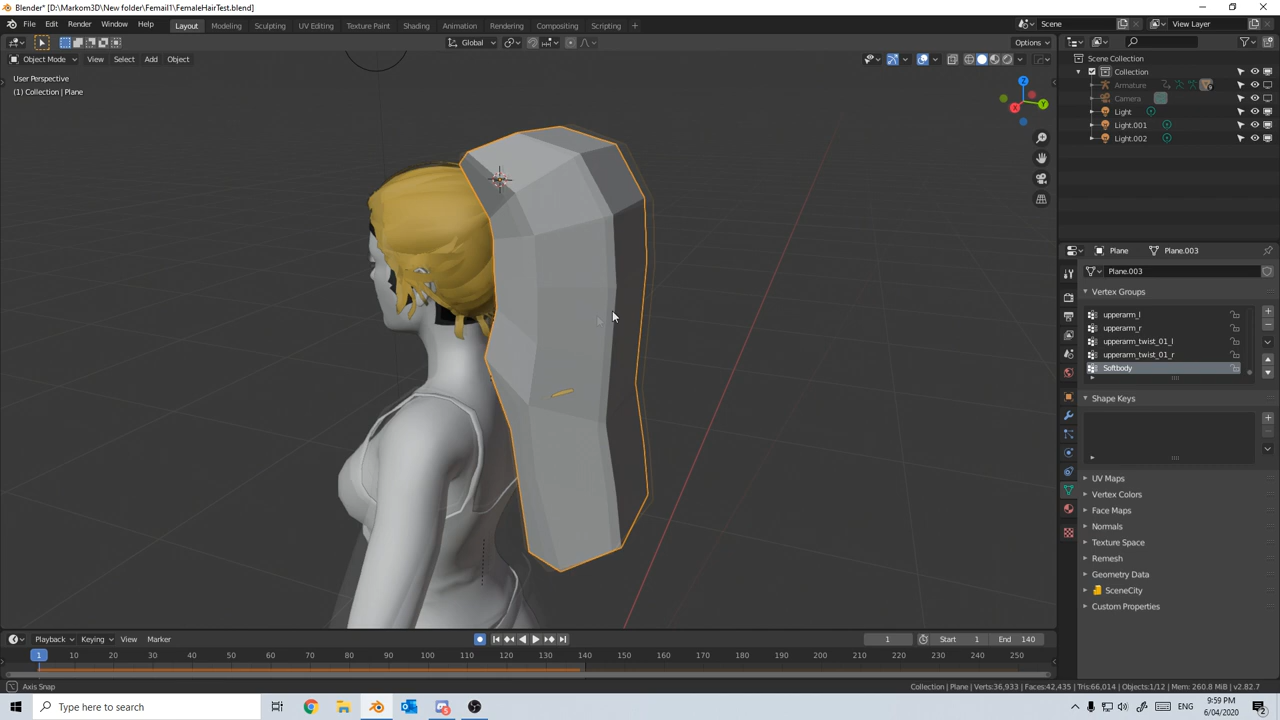 Blender* [D:\Markom3D\New folder\Femail1\FemaleHairTest.blend]
File Edit Render Window Help Layout Modeling Sculpting UV Editing Texture Paint Shading Animation Rendering Compositing Scripting Scene View Layer
Global Options
Object Mode View Select Add Object
User Perspective
(1) Collection | Plane
Scene Collection
Collection
Armature
Camera
Light
Light.001
Light.002
X Y Z
Plane Plane.003
Plane.003
Vertex Groups
upperarm_l
upperarm_r
upperarm_twist_01_l
upperarm_twist_01_r
Softbody
Shape Keys
UV Maps
Vertex Colors
Face Maps
Normals
Texture Space
Remesh
Geometry Data
SceneCity
Custom Properties
Playback Keying View Marker 1 Start 1 End 140
1 10 20 30 40 50 60 70 80 90 100 110 120 130 140 150 160 170 180 190 200 210 220 230 240 250
Axis Snap Collection | Plane | Verts:36,933 | Faces:42,435 | Tris:66,014 | Objects:1/12 | Mem: 260.8 MiB | v2.82.7
Type here to search
9:59 PM
6/04/2020